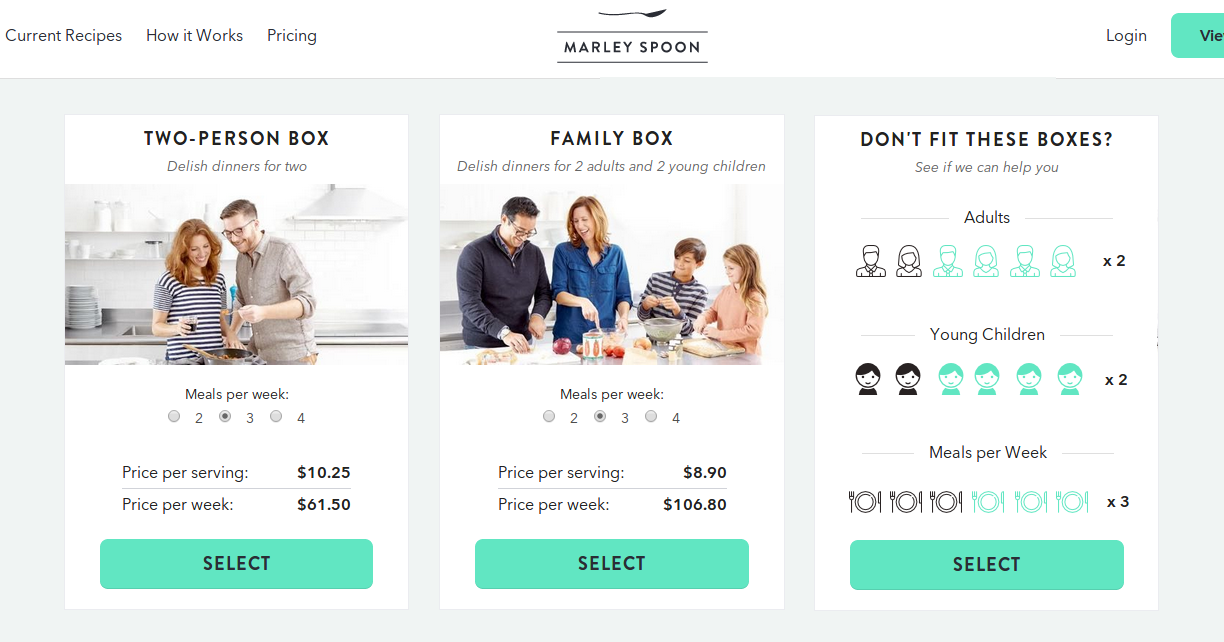 Current Recipes How it Works Pricing
MARLEY SPOON
Login
TWO-PERSON BOX
Delish dinners for two
Meals per week:
2 3 4
Price per serving: $10.25
Price per week: $61.50
SELECT
FAMILY BOX
Delish dinners for 2 adults and 2 young children
Meals per week:
2 3 4
Price per serving: $8.90
Price per week: $106.80
SELECT
DON'T FIT THESE BOXES?
See if we can help you
Adults
x 2
Young Children
x 2
Meals per Week
x 3
SELECT